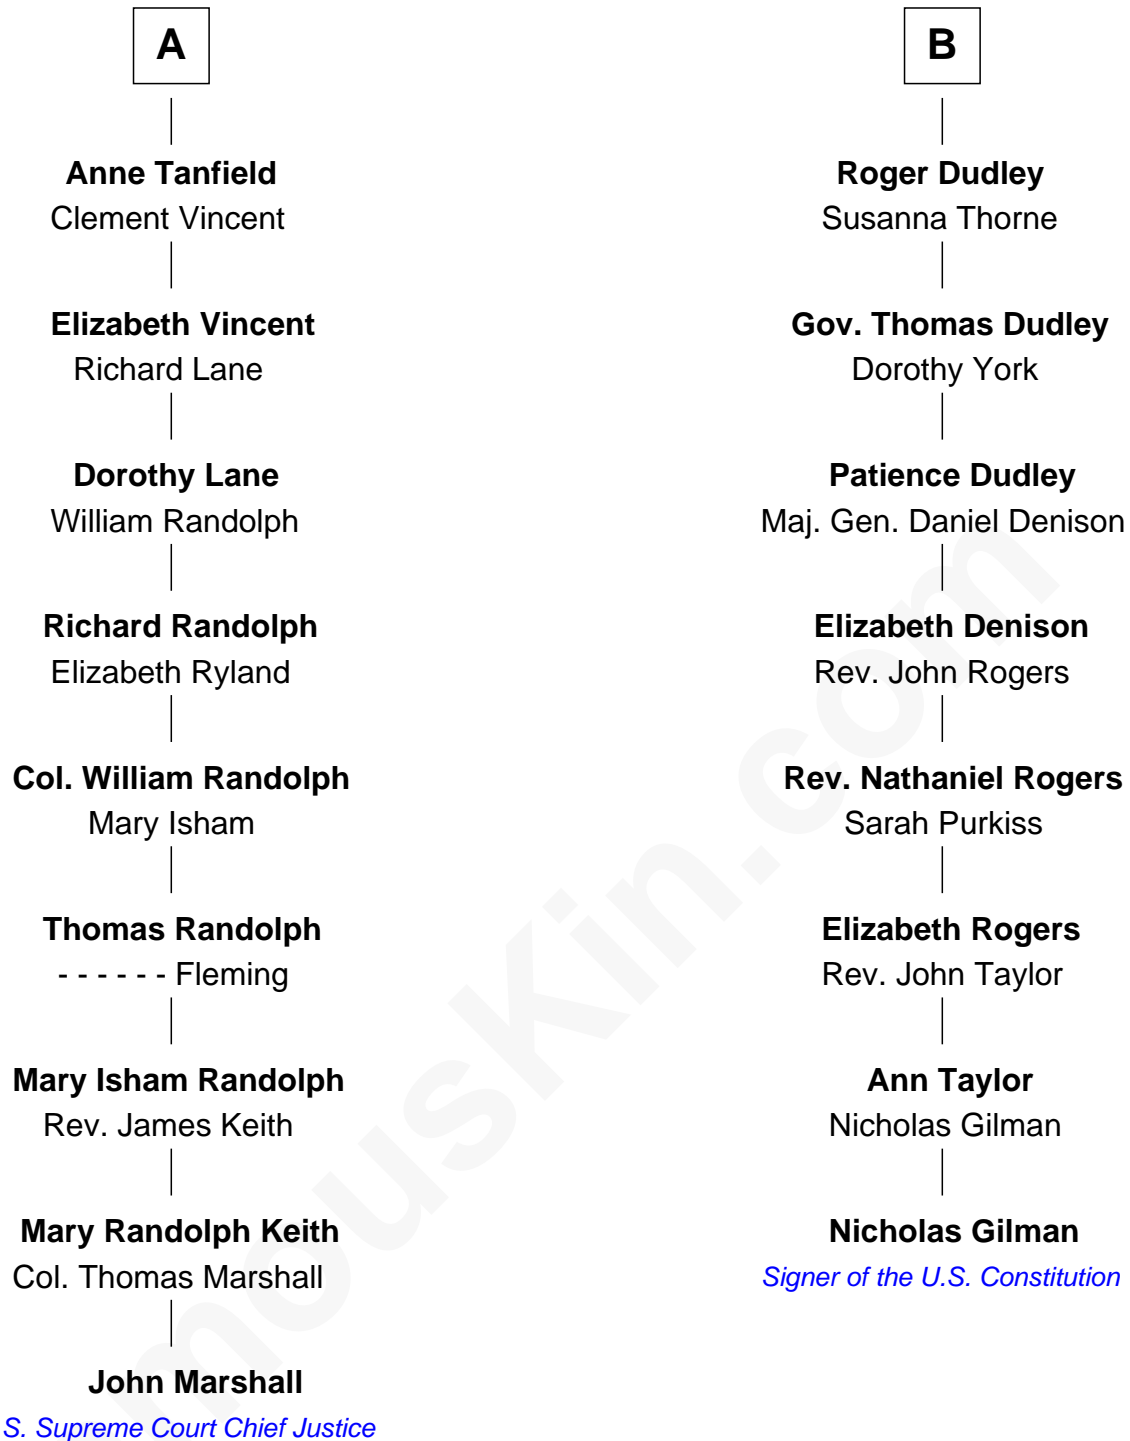 A
Anne Tanfield
Clement Vincent
Elizabeth Vincent
Richard Lane
Dorothy Lane
William Randolph
Richard Randolph
Elizabeth Ryland
Col. William Randolph
Mary Isham
Thomas Randolph
- - - - - - Fleming
Mary Isham Randolph
Rev. James Keith
Mary Randolph Keith
Col. Thomas Marshall
John Marshall
S. Supreme Court Chief Justice
B
Roger Dudley
Susanna Thorne
Gov. Thomas Dudley
Dorothy York
Patience Dudley
Maj. Gen. Daniel Denison
Elizabeth Denison
Rev. John Rogers
Rev. Nathaniel Rogers
Sarah Purkiss
Elizabeth Rogers
Rev. John Taylor
Ann Taylor
Nicholas Gilman
Nicholas Gilman
Signer of the U.S. Constitution
mousKin.com